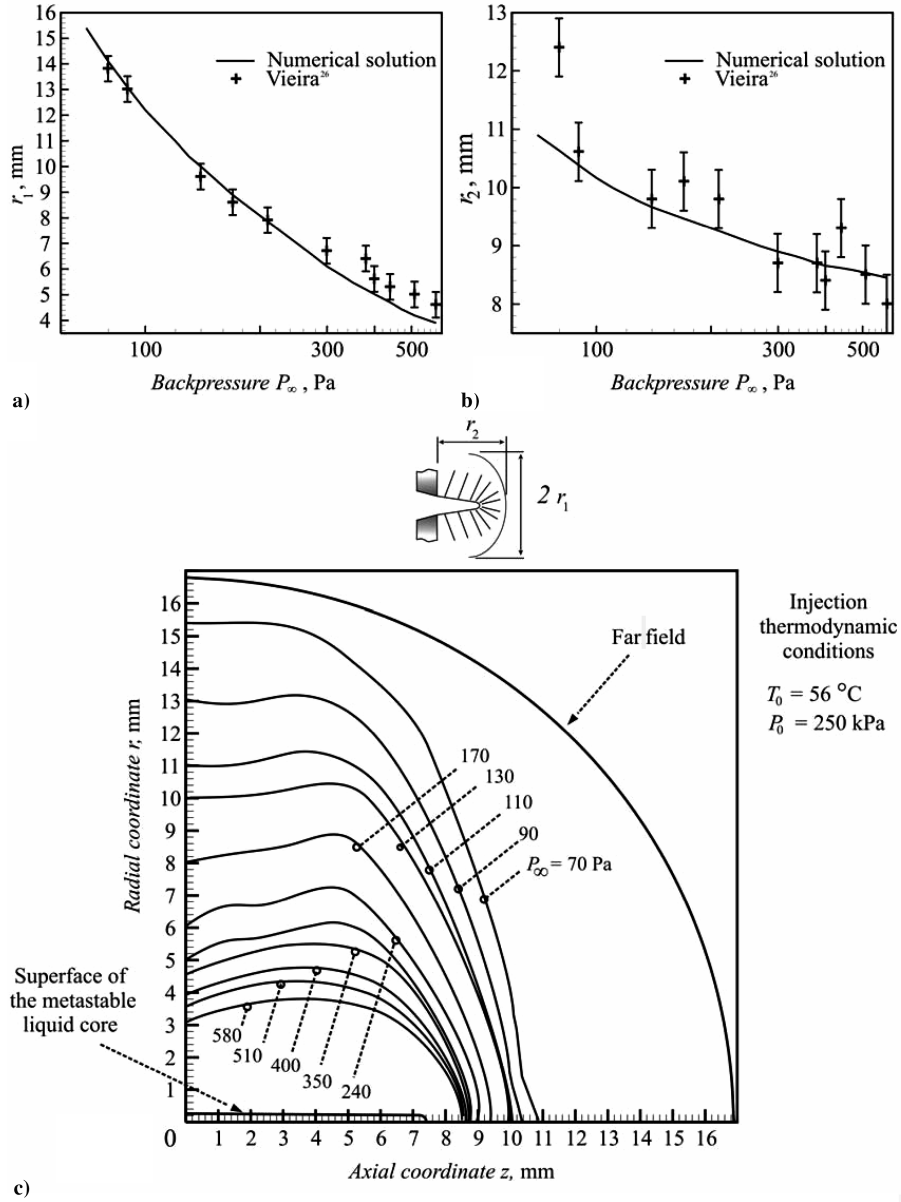 16
15
14
13
12
11
10
9
8
7
6
5
4
r1, mm
Numerical solution
Vieira26
100 300 500
Backpressure P∞ , Pa
a)
13
12
11
10
9
8
r2, mm
Numerical solution
Vieira26
100 300 500
Backpressure P∞ , Pa
b)
r2
2 r1
16
15
14
13
12
11
10
9
8
7
6
5
4
3
2
1
0
Radial coordinate r, mm
Far field
170
130
110
90
P∞ = 70 Pa
580
510
400
350
240
Superface of
the metastable
liquid core
1 2 3 4 5 6 7 8 9 10 11 12 13 14 15 16
Axial coordinate z, mm
c)
Injection
thermodynamic
conditions
T0 = 56 °C
P0 = 250 kPa